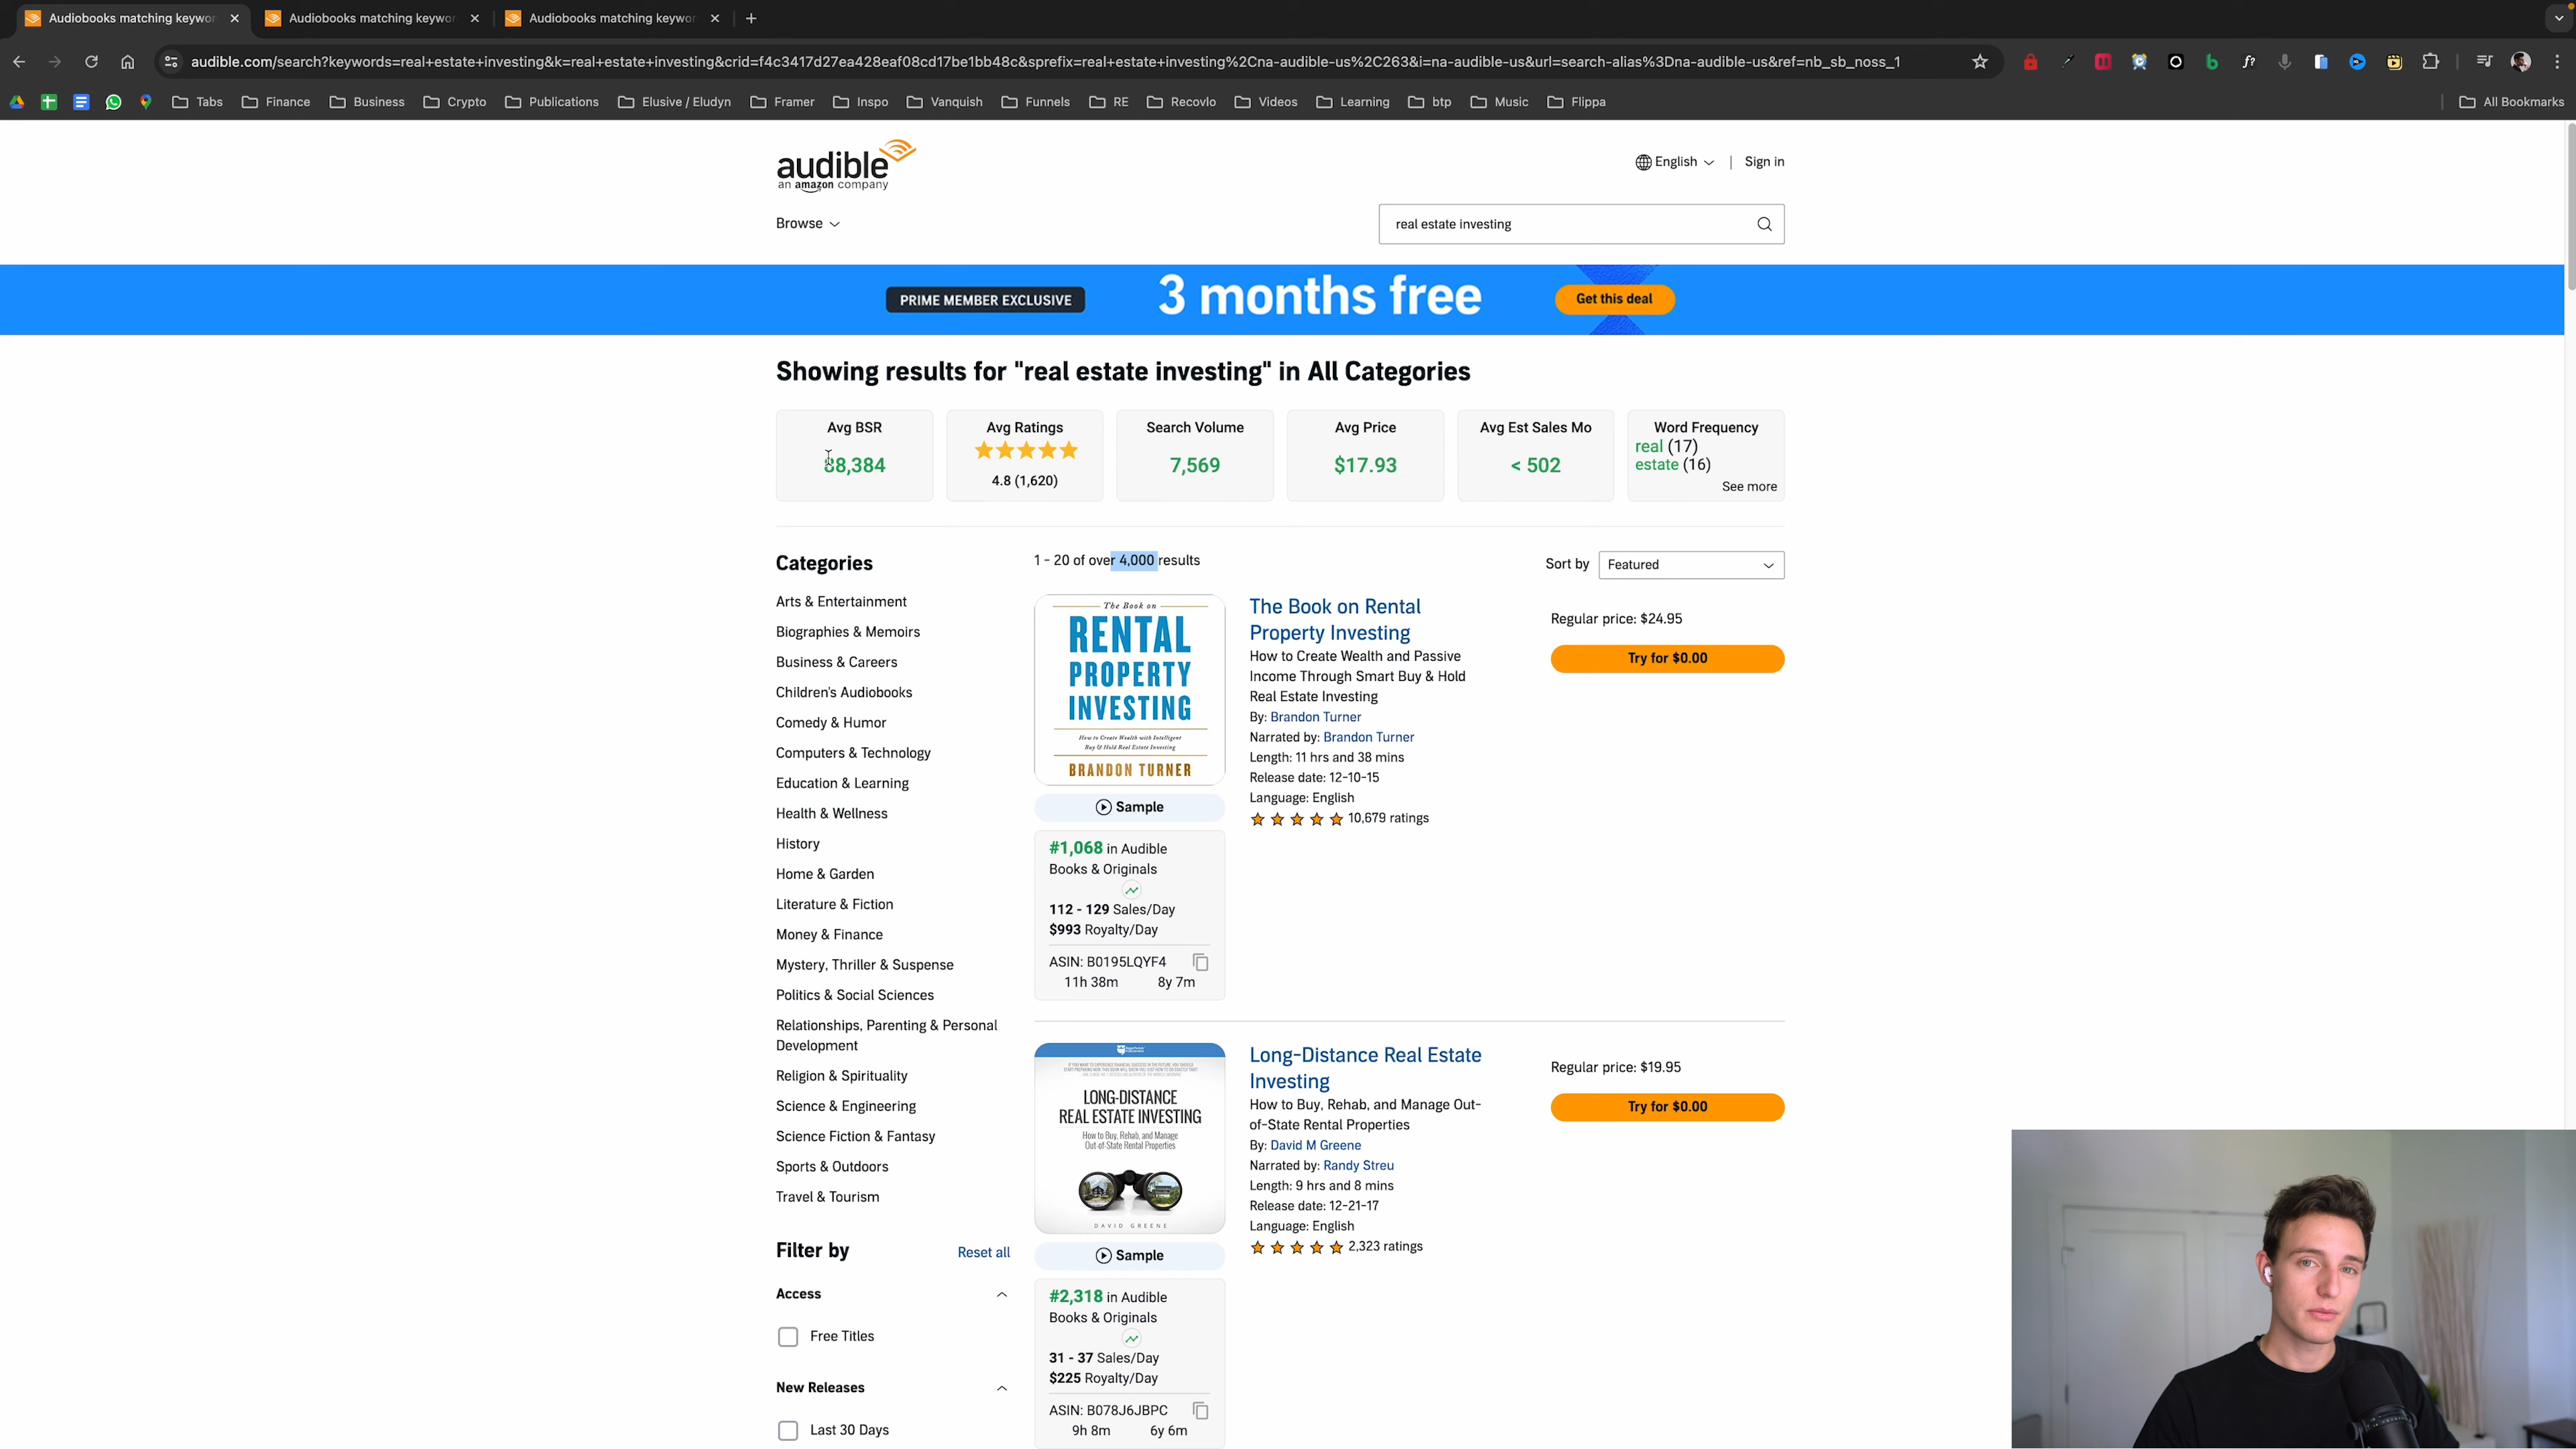 Audiobooks matching keywor
Audiobooks matching keywor
Audiobooks matching keywor
audible.com/search?keywords=real+estate+investing&k=real+estate+investing&crid=f4c3417d27ea428eaf08cd17be1bb48c&sprefix=real+estate+investing%2Cna-audible-us%2C263&i=na-audible-us&url=search-alias%3Dna-audible-us&ref=nb_sb_noss_1
Tabs Finance Business Crypto Publications Elusive / Eludyn Framer Inspo Vanquish Funnels RE Recovlo Videos Learning btp Music Flippa All Bookmarks
audible
an amazon company
English | Sign in
Browse
real estate investing
PRIME MEMBER EXCLUSIVE 3 months free Get this deal
Showing results for "real estate investing" in All Categories
Avg BSR
88,384
Avg Ratings
4.8 (1,620)
Search Volume
7,569
Avg Price
$17.93
Avg Est Sales Mo
< 502
Word Frequency
real (17)
estate (16)
See more
Categories
Arts & Entertainment
Biographies & Memoirs
Business & Careers
Children's Audiobooks
Comedy & Humor
Computers & Technology
Education & Learning
Health & Wellness
History
Home & Garden
Literature & Fiction
Money & Finance
Mystery, Thriller & Suspense
Politics & Social Sciences
Relationships, Parenting & Personal
Development
Religion & Spirituality
Science & Engineering
Science Fiction & Fantasy
Sports & Outdoors
Travel & Tourism
Filter by Reset all
Access
Free Titles
New Releases
Last 30 Days
1 - 20 of over 4,000 results
Sort by Featured
The Book on
RENTAL
PROPERTY
INVESTING
How to Create Wealth with Intelligent
Buy & Hold Real Estate Investing
BRANDON TURNER
Sample
#1,068 in Audible
Books & Originals
112 - 129 Sales/Day
$993 Royalty/Day
ASIN: B0195LQYF4
11h 38m 8y 7m
The Book on Rental
Property Investing
How to Create Wealth and Passive
Income Through Smart Buy & Hold
Real Estate Investing
By: Brandon Turner
Narrated by: Brandon Turner
Length: 11 hrs and 38 mins
Release date: 12-10-15
Language: English
10,679 ratings
Regular price: $24.95
Try for $0.00
LONG-DISTANCE
REAL ESTATE INVESTING
How to Buy, Rehab, and Manage
Out-of-State Rental Properties
DAVID GREENE
Sample
#2,318 in Audible
Books & Originals
31 - 37 Sales/Day
$225 Royalty/Day
ASIN: B078J6JBPC
9h 8m 6y 6m
Long-Distance Real Estate
Investing
How to Buy, Rehab, and Manage Out-
of-State Rental Properties
By: David M Greene
Narrated by: Randy Streu
Length: 9 hrs and 8 mins
Release date: 12-21-17
Language: English
2,323 ratings
Regular price: $19.95
Try for $0.00